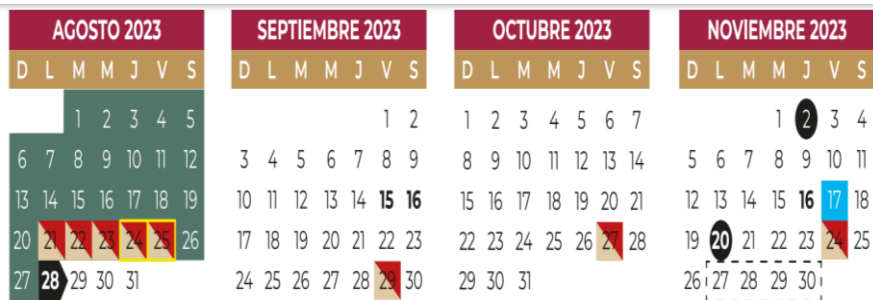 AGOSTO 2023 SEPTIEMBRE 2023 OCTUBRE 2023 NOVIEMBRE 2023
D L M M J V S D L M M J V S D L M M J V S D L M M J V S
1 2 3 4 5 1 2 1 2 3 4 5 6 7 1 2 3 4
6 7 8 9 10 11 12 3 4 5 6 7 8 9 8 9 10 11 12 13 14 5 6 7 8 9 10 11
13 14 15 16 17 18 19 10 11 12 13 14 15 16 15 16 17 18 19 20 21 12 13 14 15 16 17 18
20 21 22 23 24 25 26 17 18 19 20 21 22 23 22 23 24 25 26 27 28 19 20 21 22 23 24 25
27 28 29 30 31 24 25 26 27 28 29 30 29 30 31 26 27 28 29 30